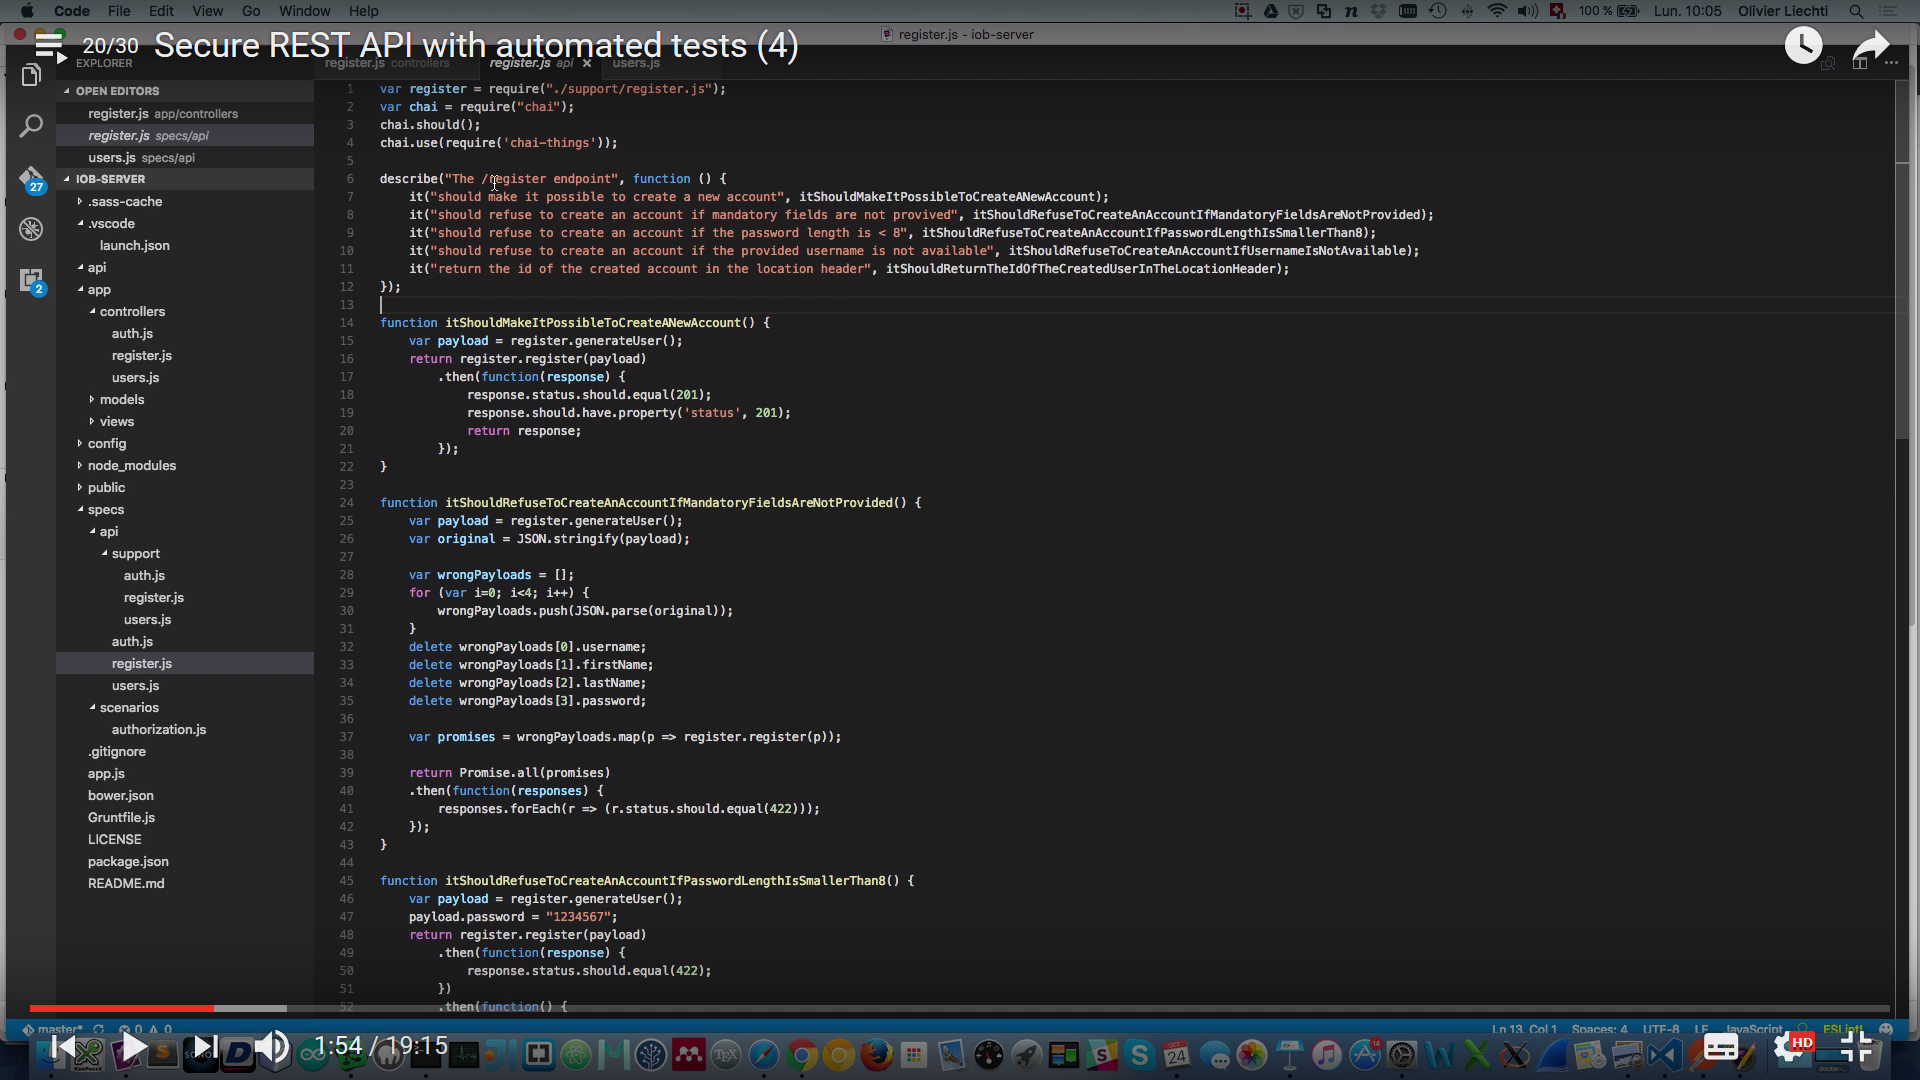 Code File Edit View Go Window Help
100 % Lun. 10:05 Olivier Liechti
20/30 Secure REST API with automated tests (4)
register.js - iob-server
EXPLORER
register.js controllers register.js api users.js
OPEN EDITORS
register.js app/controllers
register.js specs/api
users.js specs/api
IOB-SERVER
.sass-cache
.vscode
launch.json
api
app
controllers
auth.js
register.js
users.js
models
views
config
node_modules
public
specs
api
support
auth.js
register.js
users.js
auth.js
register.js
users.js
scenarios
authorization.js
.gitignore
app.js
bower.json
Gruntfile.js
LICENSE
package.json
README.md
27
2
1 var register = require("./support/register.js");
2 var chai = require("chai");
3 chai.should();
4 chai.use(require('chai-things'));
5
6 describe("The /register endpoint", function () {
7 it("should make it possible to create a new account", itShouldMakeItPossibleToCreateANewAccount);
8 it("should refuse to create an account if mandatory fields are not provived", itShouldRefuseToCreateAnAccountIfMandatoryFieldsAreNotProvided);
9 it("should refuse to create an account if the password length is < 8", itShouldRefuseToCreateAnAccountIfPasswordLengthIsSmallerThan8);
10 it("should refuse to create an account if the provided username is not available", itShouldRefuseToCreateAnAccountIfUsernameIsNotAvailable);
11 it("return the id of the created account in the location header", itShouldReturnTheIdOfTheCreatedUserInTheLocationHeader);
12 });
13
14 function itShouldMakeItPossibleToCreateANewAccount() {
15 var payload = register.generateUser();
16 return register.register(payload)
17 .then(function(response) {
18 response.status.should.equal(201);
19 response.should.have.property('status', 201);
20 return response;
21 });
22 }
23
24 function itShouldRefuseToCreateAnAccountIfMandatoryFieldsAreNotProvided() {
25 var payload = register.generateUser();
26 var original = JSON.stringify(payload);
27
28 var wrongPayloads = [];
29 for (var i=0; i<4; i++) {
30 wrongPayloads.push(JSON.parse(original));
31 }
32 delete wrongPayloads[0].username;
33 delete wrongPayloads[1].firstName;
34 delete wrongPayloads[2].lastName;
35 delete wrongPayloads[3].password;
36
37 var promises = wrongPayloads.map(p => register.register(p));
38
39 return Promise.all(promises)
40 .then(function(responses) {
41 responses.forEach(r => (r.status.should.equal(422)));
42 });
43 }
44
45 function itShouldRefuseToCreateAnAccountIfPasswordLengthIsSmallerThan8() {
46 var payload = register.generateUser();
47 payload.password = "1234567";
48 return register.register(payload)
49 .then(function(response) {
50 response.status.should.equal(422);
51 })
52 .then(function() {
master* 0 0 Ln 13, Col 1 Spaces: 4 UTF-8 LF JavaScript ESLint!
1:54 / 19:15
HD